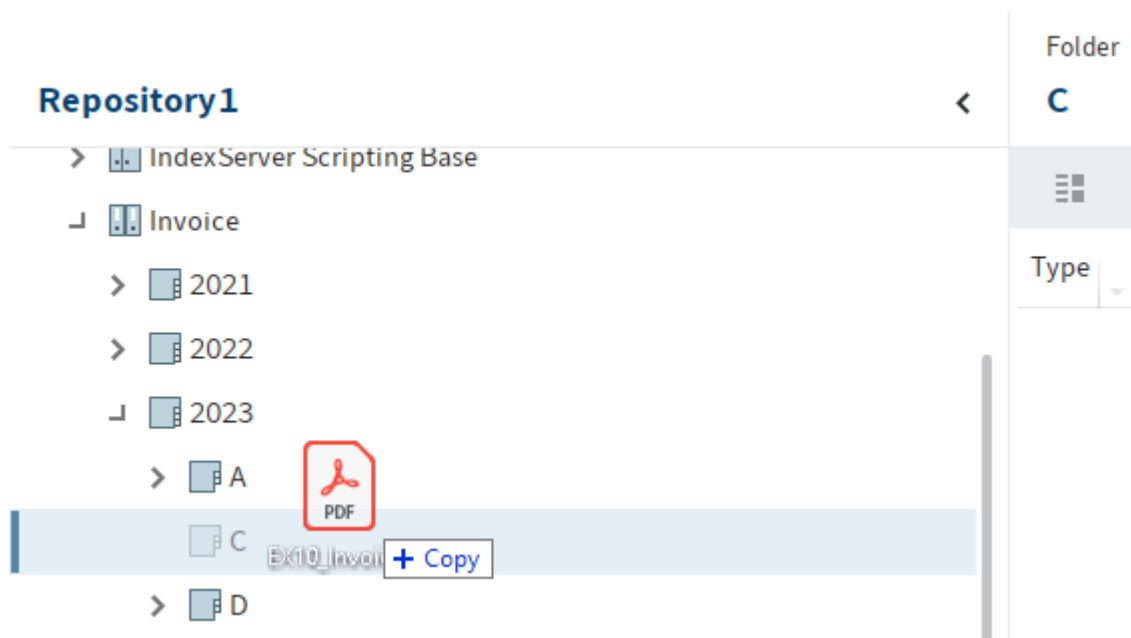 Folder
Repository1
C
IndexServer Scripting Base
Invoice
Type
2021
2022
2023
A
PDF
C
+ Copy
D